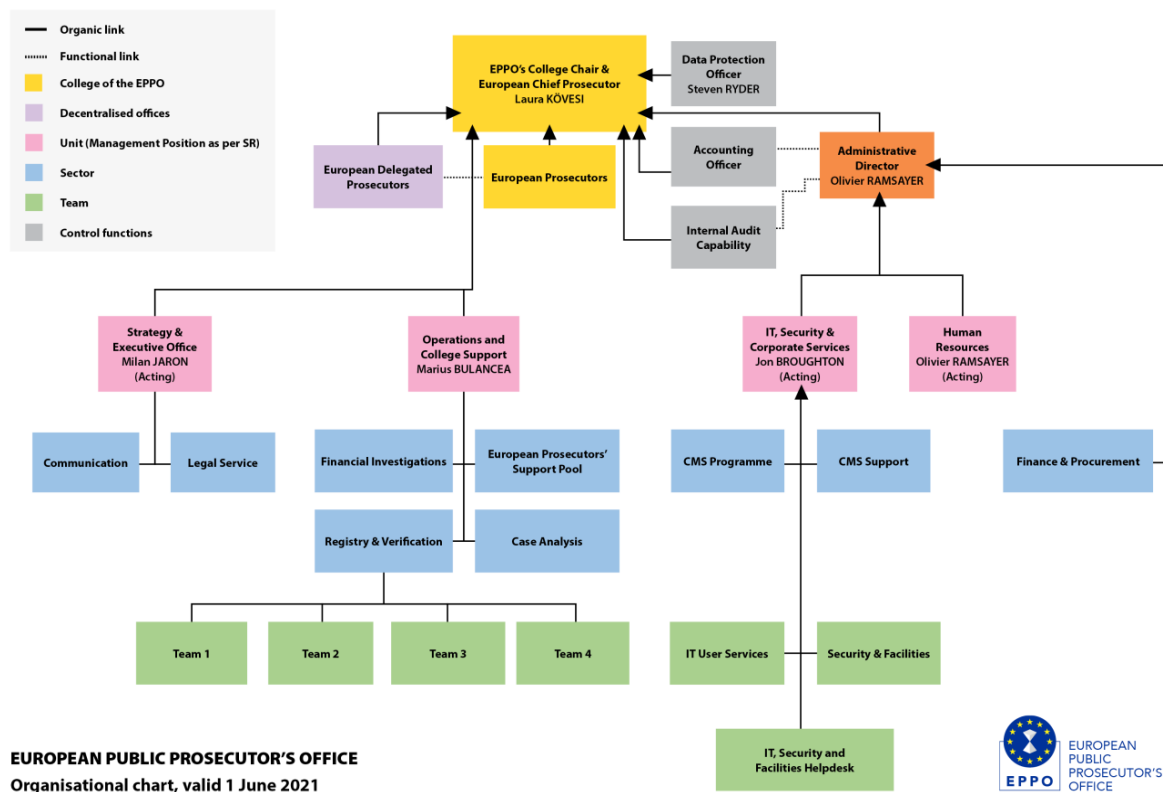 Organic link
Functional link
College of the EPPO
Decentralised offices
Unit (Management Position as per SR)
Sector
Team
Control functions
EPPO’s College Chair &
European Chief Prosecutor
Laura KÖVESI
Data Protection
Officer
Steven RYDER
European Delegated
Prosecutors
European Prosecutors
Accounting
Officer
Administrative
Director
Olivier RAMSAYER
Internal Audit
Capability
Strategy &
Executive Office
Milan JARON
(Acting)
Operations and
College Support
Marius BULANCEA
IT, Security &
Corporate Services
Jon BROUGHTON
(Acting)
Human
Resources
Olivier RAMSAYER
(Acting)
Communication
Legal Service
Financial Investigations
European Prosecutors’
Support Pool
CMS Programme
CMS Support
Finance & Procurement
Registry & Verification
Case Analysis
Team 1
Team 2
Team 3
Team 4
IT User Services
Security & Facilities
IT, Security and
Facilities Helpdesk
EUROPEAN PUBLIC PROSECUTOR’S OFFICE
Organisational chart, valid 1 June 2021
EPPO
EUROPEAN
PUBLIC
PROSECUTOR’S
OFFICE